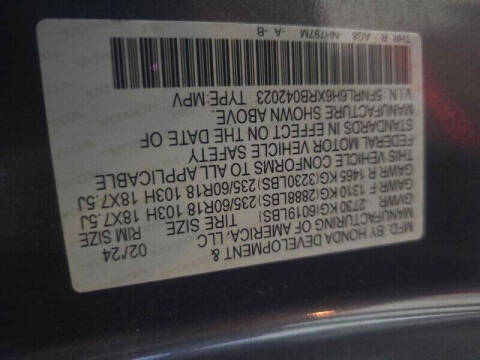 MFD. BY HONDA DEVELOPMENT &
MANUFACTURING OF AMERICA, LLC 02/24
GVWR 2730 KG (6019LBS) TIRE SIZE RIM SIZE
GAWR F 1310 KG (2888LBS) 235/60R18 103H 18X7.5J
GAWR R 1465 KG (3230LBS) 235/60R18 103H 18X7.5J
THIS VEHICLE CONFORMS TO ALL APPLICABLE
FEDERAL MOTOR VEHICLE SAFETY
STANDARDS IN EFFECT ON THE DATE OF
MANUFACTURE SHOWN ABOVE.
V.I.N.: 5FNRL6H6XRB042023 TYPE:MPV
THR R AG8 -NH797M -A -B